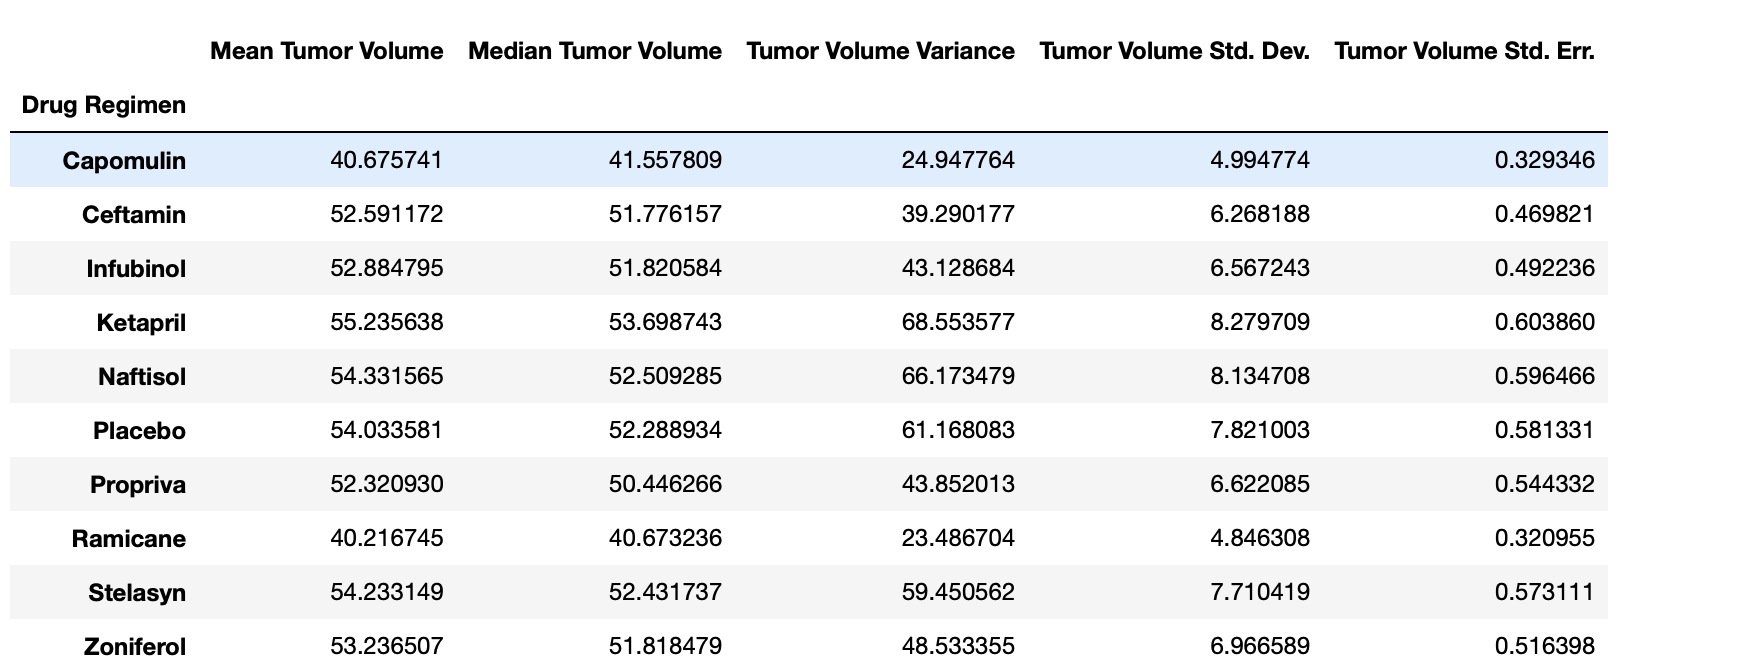 Mean Tumor Volume Median Tumor Volume Tumor Volume Variance Tumor Volume Std. Dev. Tumor Volume Std. Err.
Drug Regimen
Capomulin 40.675741 41.557809 24.947764 4.994774 0.329346
Ceftamin 52.591172 51.776157 39.290177 6.268188 0.469821
Infubinol 52.884795 51.820584 43.128684 6.567243 0.492236
Ketapril 55.235638 53.698743 68.553577 8.279709 0.603860
Naftisol 54.331565 52.509285 66.173479 8.134708 0.596466
Placebo 54.033581 52.288934 61.168083 7.821003 0.581331
Propriva 52.320930 50.446266 43.852013 6.622085 0.544332
Ramicane 40.216745 40.673236 23.486704 4.846308 0.320955
Stelasyn 54.233149 52.431737 59.450562 7.710419 0.573111
Zoniferol 53.236507 51.818479 48.533355 6.966589 0.516398